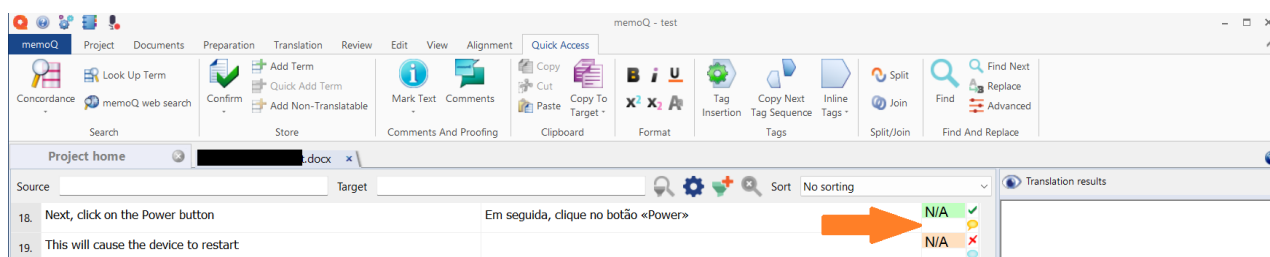 memoQ - test
memoQ Project Documents Preparation Translation Review Edit View Alignment Quick Access
Concordance
Look Up Term
memoQ web search
Search
Confirm
Add Term
Quick Add Term
Add Non-Translatable
Store
Mark Text
Comments
Comments And Proofing
Copy
Cut
Paste
Copy To
Target
Clipboard
B i U
X² X₂ A
Format
Tag
Insertion
Copy Next
Tag Sequence
Inline
Tags
Tags
Split
Join
Split/Join
Find
Find Next
Replace
Advanced
Find And Replace
Project home
t.docx
Source
Target
Sort No sorting
Translation results
18. Next, click on the Power button Em seguida, clique no botão «Power» N/A
19. This will cause the device to restart N/A